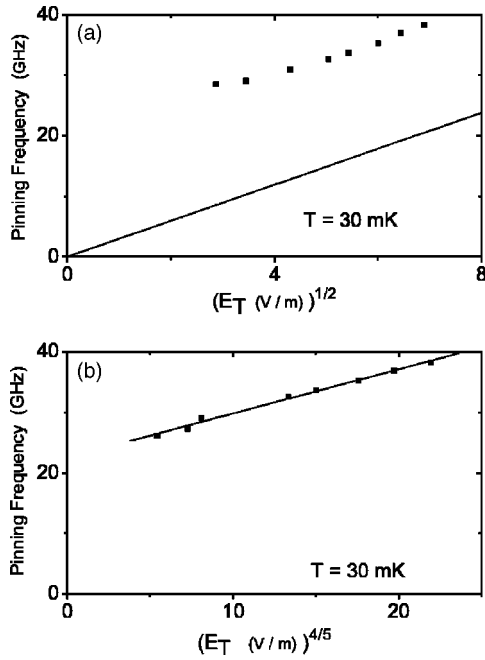 (a)
40
20
0
Pinning Frequency (GHz)
T = 30 mK
0 4 8
(E_T (V / m) )^{1/2}
(b)
40
20
0
Pinning Frequency (GHz)
T = 30 mK
0 10 20
(E_T (V / m) )^{4/5}